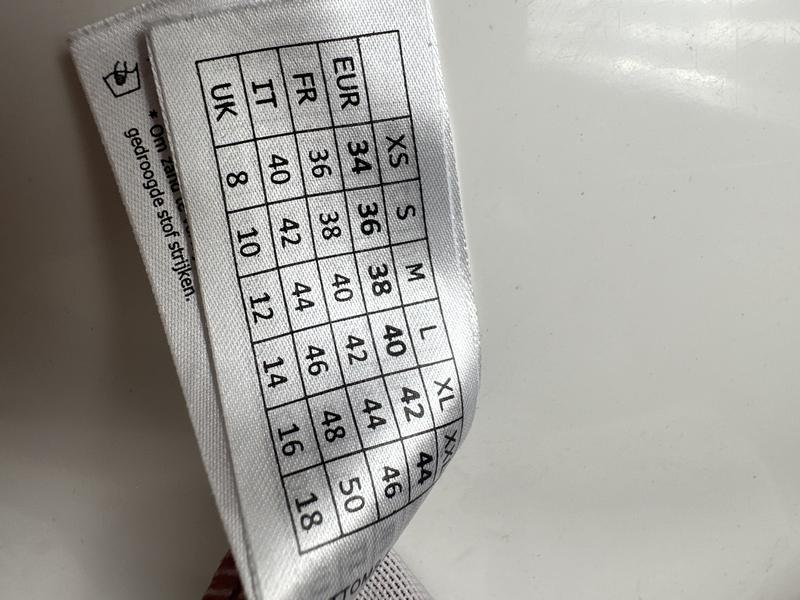 XS S M L XL
EUR 34 36 38 40 42 44
FR 36 38 40 42 44 46
IT 40 42 44 46 48 50
UK 8 10 12 14 16 18
* Om
gedroogde stof strijken.